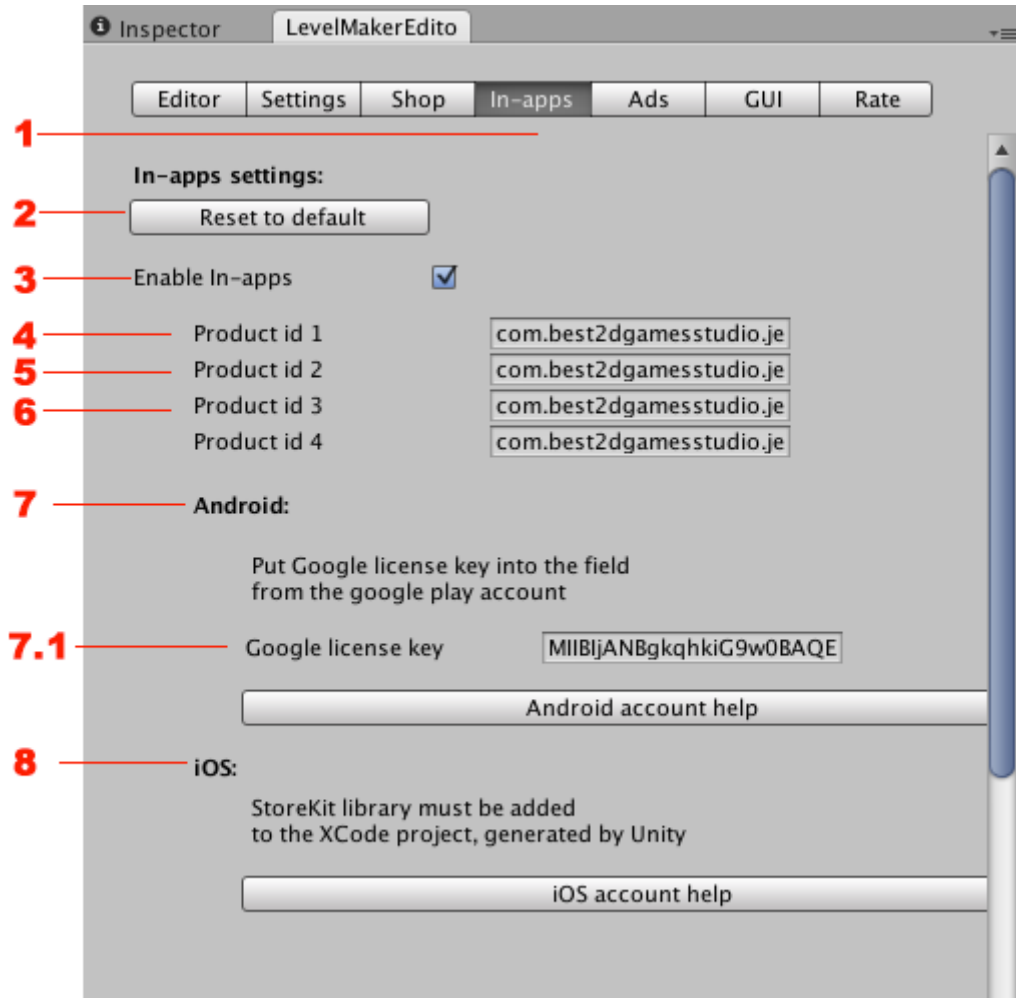 Inspector LevelMakerEdito
Editor Settings Shop In-apps Ads GUI Rate
1
In-apps settings:
2 Reset to default
3 Enable In-apps
4 Product id 1 com.best2dgamesstudio.je
5 Product id 2 com.best2dgamesstudio.je
6 Product id 3 com.best2dgamesstudio.je
Product id 4 com.best2dgamesstudio.je
7 Android:
Put Google license key into the field
from the google play account
7.1 Google license key MIIBIjANBgkqhkiG9w0BAQE
Android account help
8 iOS:
StoreKit library must be added
to the XCode project, generated by Unity
iOS account help